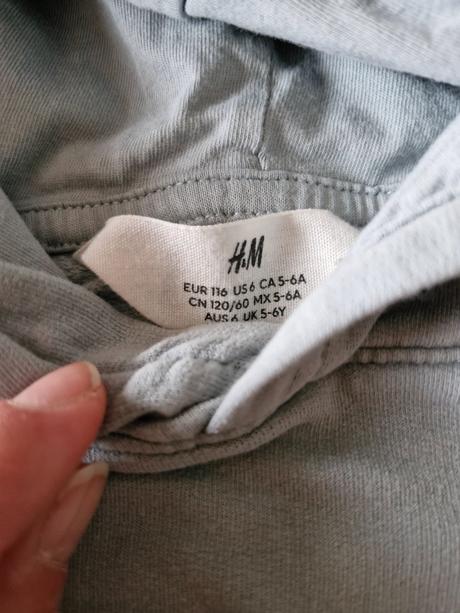 H&M
EUR 116 US 6 CA 5-6A
CN 120/60 MX 5-6A
AUS 6 UK 5-6Y